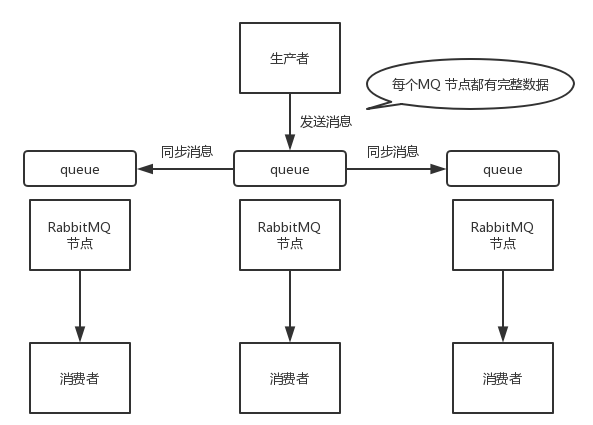 生产者
每个MQ 节点都有完整数据
发送消息
同步消息
同步消息
queue
queue
queue
RabbitMQ
节点
RabbitMQ
节点
RabbitMQ
节点
消费者
消费者
消费者